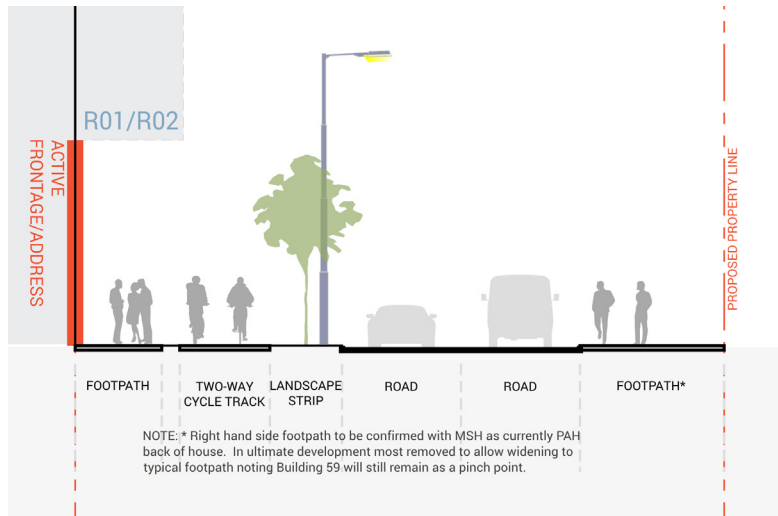 R01/R02
ACTIVE
FRONTAGE/ADDRESS
PROPOSED PROPERTY LINE
FOOTPATH
TWO-WAY
CYCLE TRACK
LANDSCAPE
STRIP
ROAD
ROAD
FOOTPATH*
NOTE: * Right hand side footpath to be confirmed with MSH as currently PAH
back of house. In ultimate development most removed to allow widening to
typical footpath noting Building 59 will still remain as a pinch point.